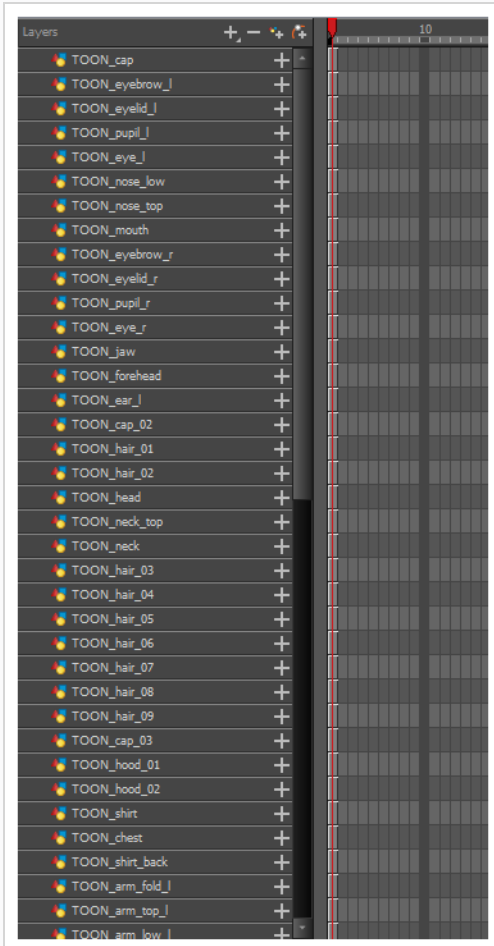 Layers
10
TOON_cap
TOON_eyebrow_l
TOON_eyelid_l
TOON_pupil_l
TOON_eye_l
TOON_nose_low
TOON_nose_top
TOON_mouth
TOON_eyebrow_r
TOON_eyelid_r
TOON_pupil_r
TOON_eye_r
TOON_jaw
TOON_forehead
TOON_ear_l
TOON_cap_02
TOON_hair_01
TOON_hair_02
TOON_head
TOON_neck_top
TOON_neck
TOON_hair_03
TOON_hair_04
TOON_hair_05
TOON_hair_06
TOON_hair_07
TOON_hair_08
TOON_hair_09
TOON_cap_03
TOON_hood_01
TOON_hood_02
TOON_shirt
TOON_chest
TOON_shirt_back
TOON_arm_fold_l
TOON_arm_top_l
TOON_arm_low_l